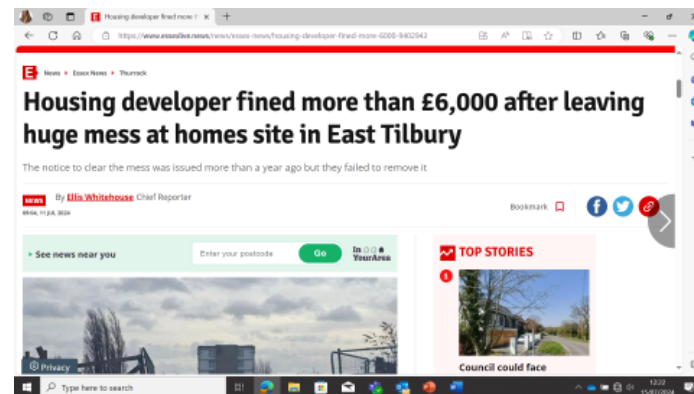 Housing developer fined more t
https://www.essexlive.news/news/essex-news/housing-developer-fined-more-6000-9402943
News Essex News Thurrock
Housing developer fined more than £6,000 after leaving
huge mess at homes site in East Tilbury
The notice to clear the mess was issued more than a year ago but they failed to remove it
NEWS By Ellis Whitehouse Chief Reporter
09:04, 11 JUL 2024
Bookmark
See news near you
Enter your postcode
Go
In
YourArea
TOP STORIES
1
Privacy
Council could face
Type here to search
12:22
15/07/2024